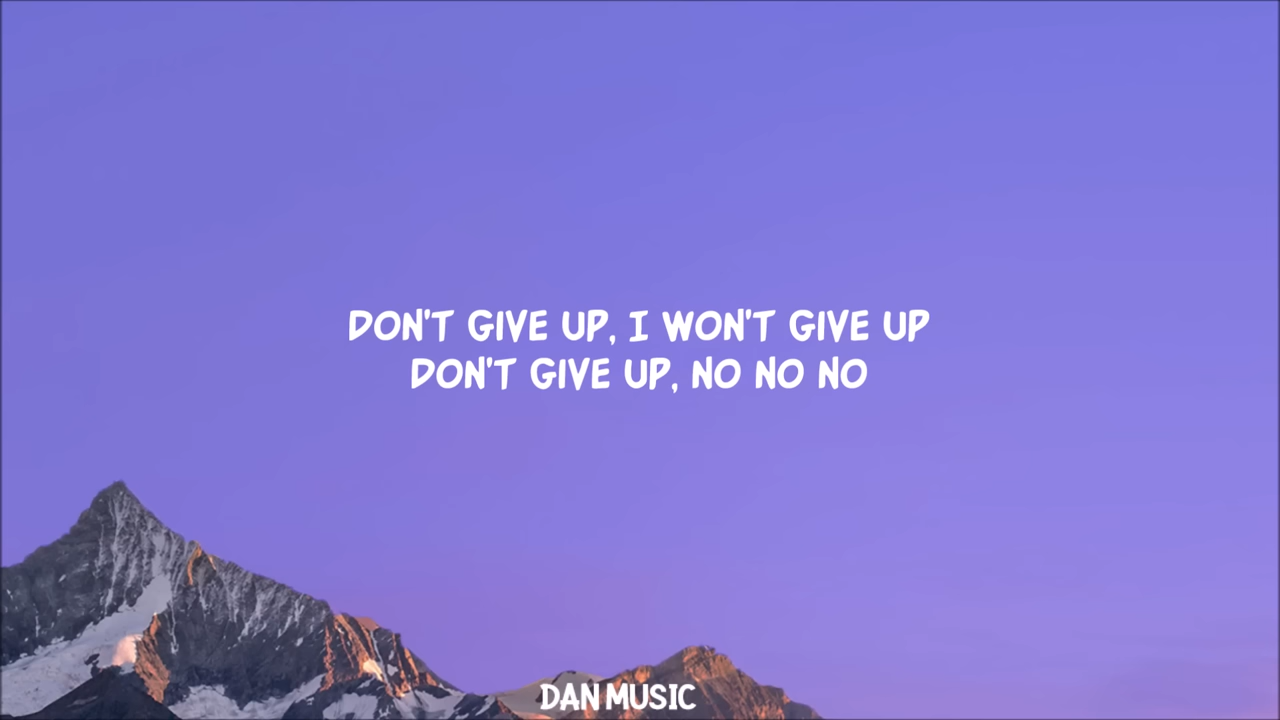 DON'T GIVE UP, I WON'T GIVE UP
DON'T GIVE UP, NO NO NO
DAN MUSIC